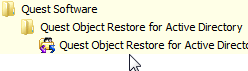 Quest Software
Quest Object Restore for Active Directory
Quest Object Restore for Active Directo